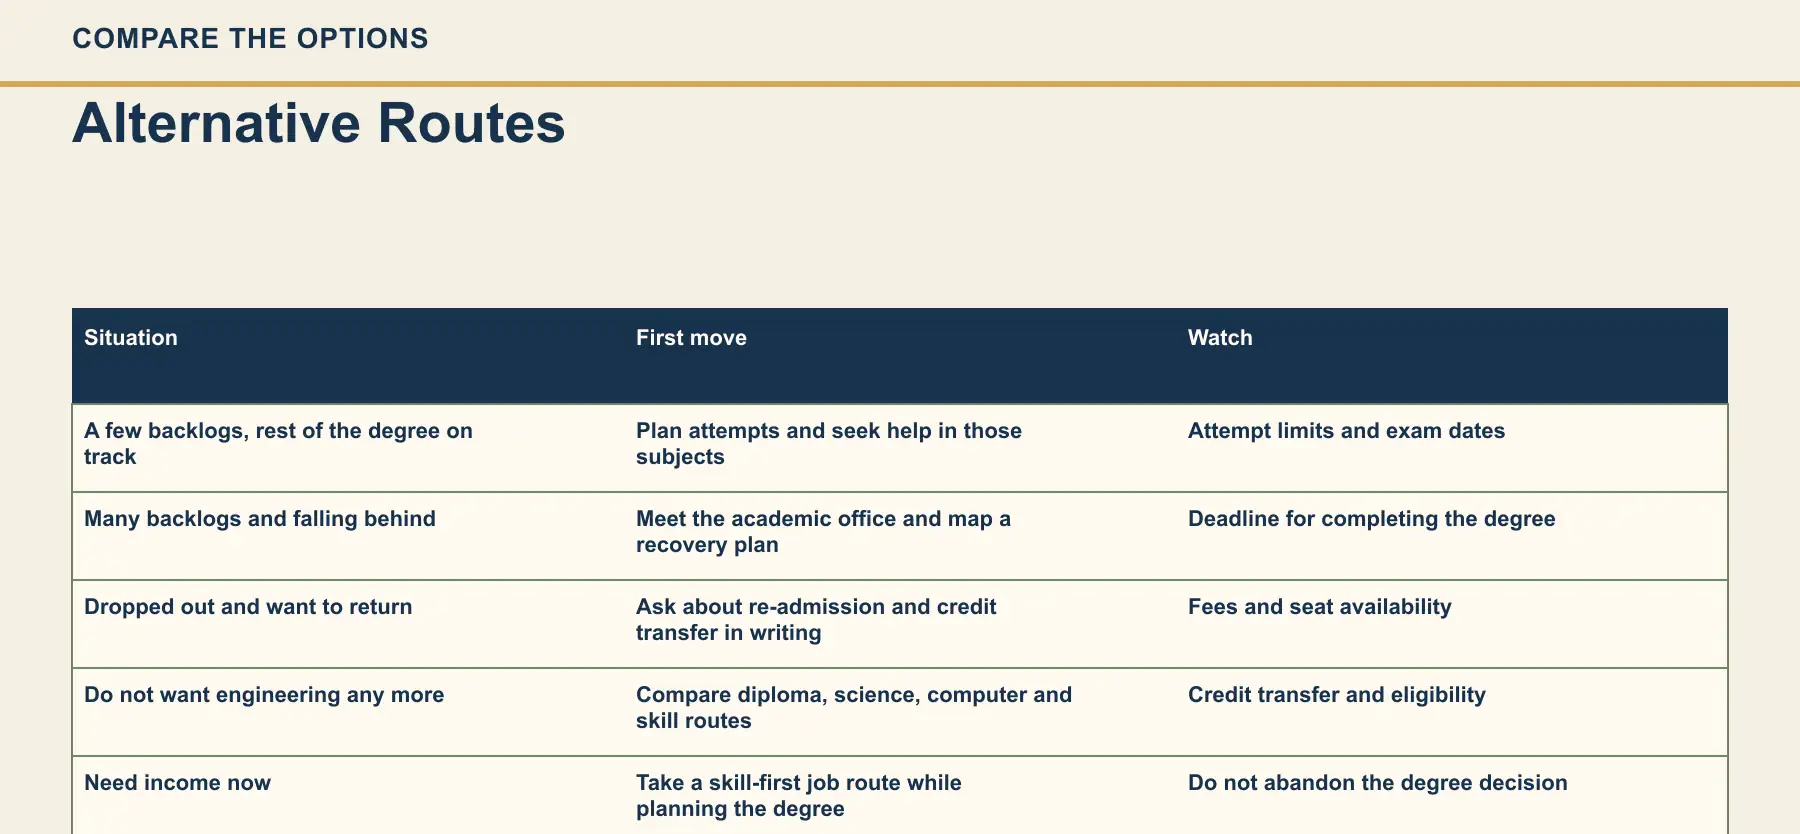 COMPARE THE OPTIONS
Alternative Routes
Situation
First move
Watch
A few backlogs, rest of the degree on
track
Plan attempts and seek help in those
subjects
Attempt limits and exam dates
Many backlogs and falling behind
Meet the academic office and map a
recovery plan
Deadline for completing the degree
Dropped out and want to return
Ask about re-admission and credit
transfer in writing
Fees and seat availability
Do not want engineering any more
Compare diploma, science, computer and
skill routes
Credit transfer and eligibility
Need income now
Take a skill-first job route while
planning the degree
Do not abandon the degree decision